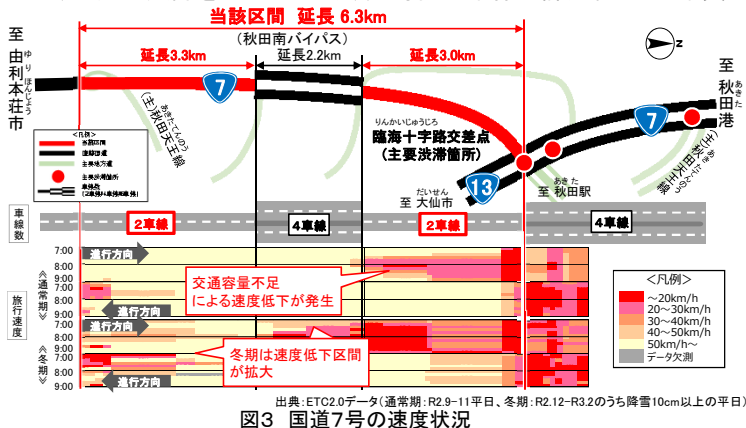 当該区間 延長 6.3km
(秋田南バイパス)
延長3.3km
延長2.2km
延長3.0km
N
至 由利本荘市
ゆり
ほんじょう
7
(主)秋田天王線
あきたてんのう
りんかいじゅうじろ
臨海十字路交差点
(主要渋滞箇所)
至 秋田港
あきた
7
(主)秋田天王線
あきたてんのう
13
だいせん
至 大仙市
あきた
至 秋田駅
<凡例>
当該区間
直轄国道
主要地方道
主要渋滞箇所
車線数
車線数
2車線
4車線
2車線
4車線
旅行速度
≪通常期≫
≪冬期≫
7:00
8:00
9:00
7:00
8:00
9:00
7:00
8:00
9:00
7:00
8:00
9:00
進行方向
進行方向
進行方向
進行方向
交通容量不足
による速度低下が発生
冬期は速度低下区間
が拡大
<凡例>
~20km/h
20~30km/h
30~40km/h
40~50km/h
50km/h~
データ欠測
出典:ETC2.0データ(通常期:R2.9-11平日、冬期:R2.12-R3.2のうち降雪10cm以上の平日)
図3 国道7号の速度状況